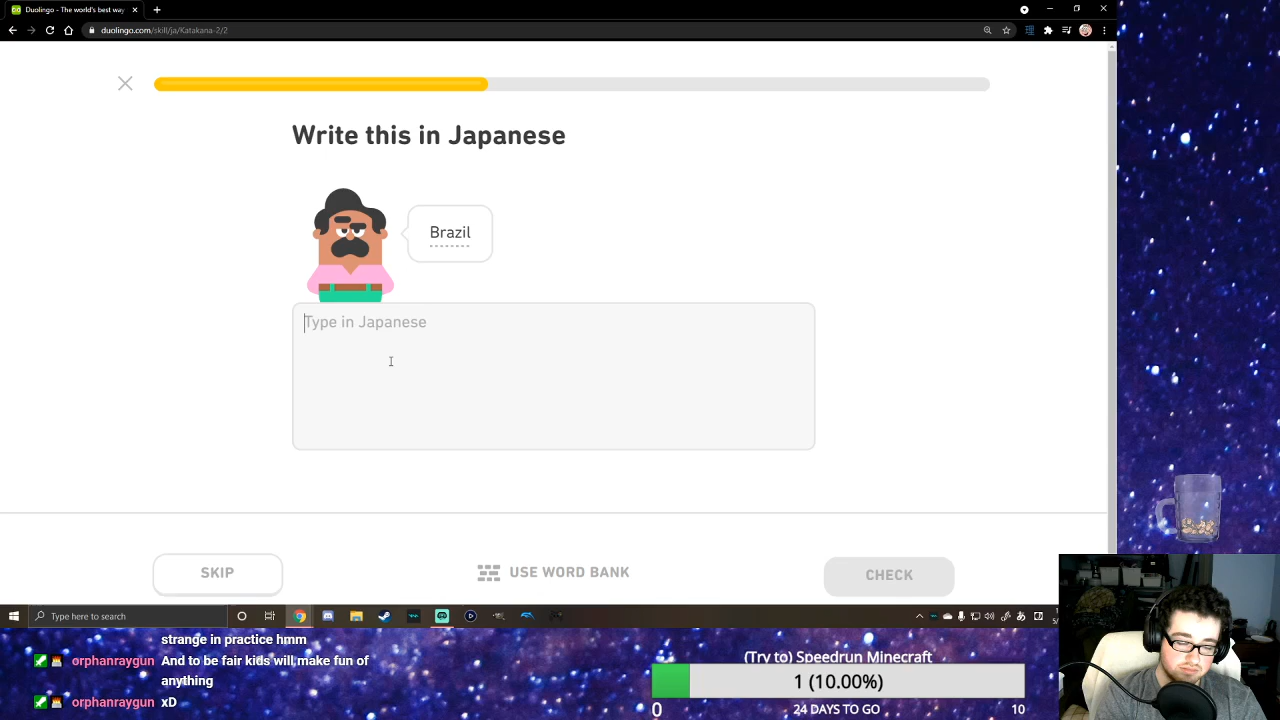 Duolingo - The world's best way
duolingo.com/skill/ja/Katakana-2/2
Write this in Japanese
Brazil
Type in Japanese
SKIP
USE WORD BANK
CHECK
Type here to search
strange in practice hmm
orphanraygun And to be fair kids will make fun of
anything
orphanraygun xD
(Try to) Speedrun Minecraft
1 (10.00%)
0
24 DAYS TO GO
10